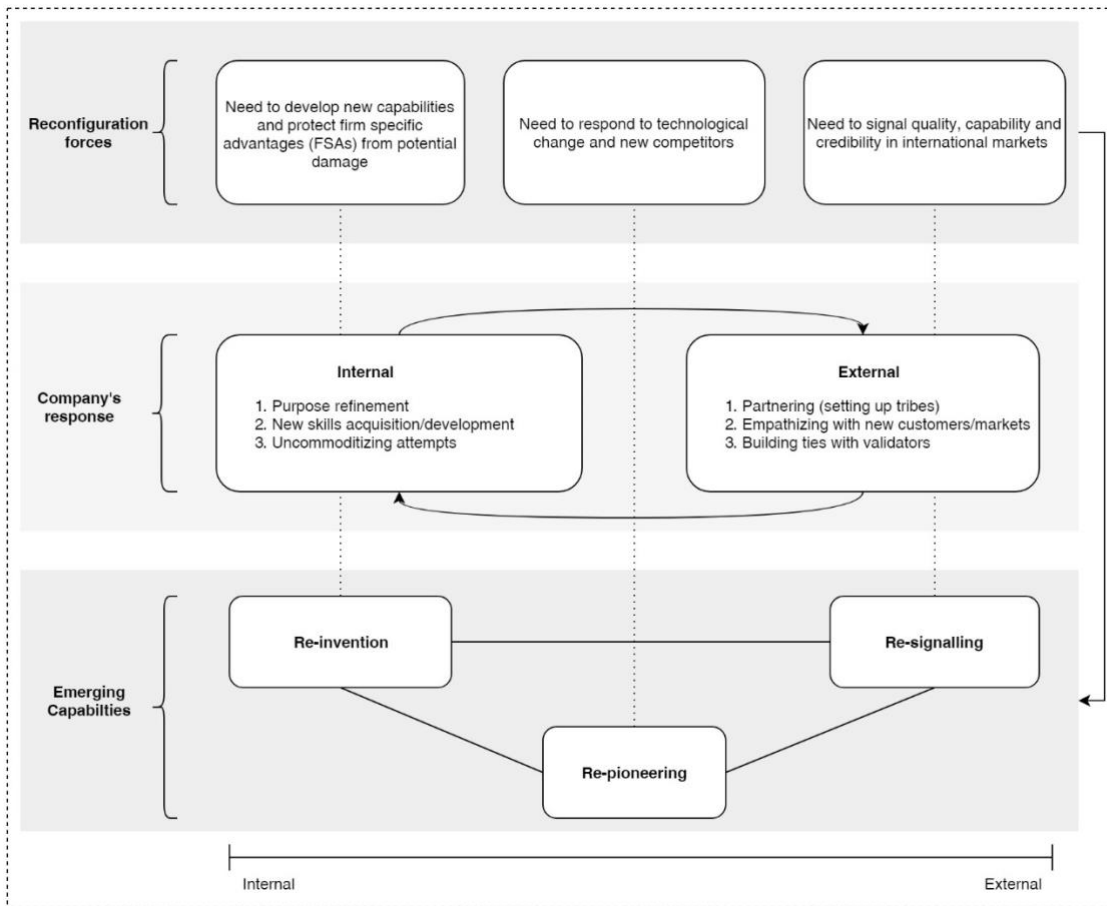 Reconfiguration
forces
Need to develop new capabilities
and protect firm specific
advantages (FSAs) from potential
damage
Need to respond to technological
change and new competitors
Need to signal quality, capability and
credibility in international markets
Company's
response
Internal
1. Purpose refinement
2. New skills acquisition/development
3. Uncommoditizing attempts
External
1. Partnering (setting up tribes)
2. Empathizing with new customers/markets
3. Building ties with validators
Emerging
Capabilties
Re-invention
Re-signalling
Re-pioneering
Internal
External